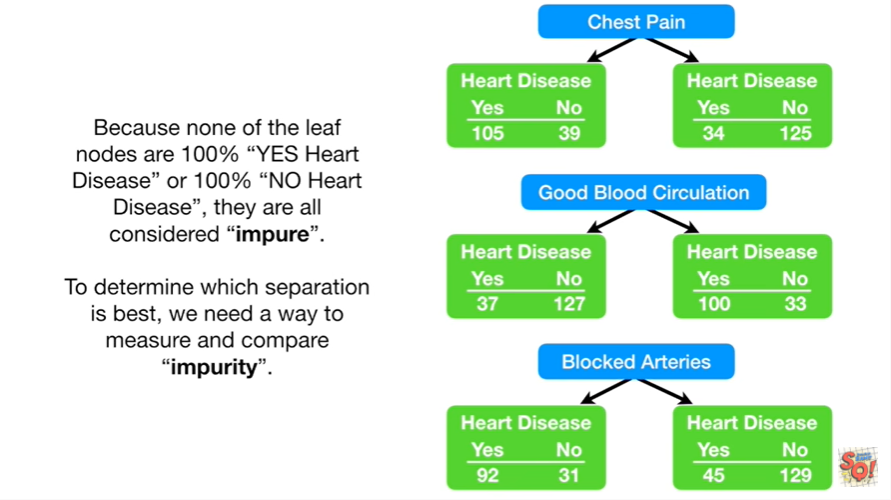 Because none of the leaf
nodes are 100% “YES Heart
Disease” or 100% “NO Heart
Disease”, they are all
considered “impure”.
To determine which separation
is best, we need a way to
measure and compare
“impurity”.
Chest Pain
Heart Disease
Yes No
105 39
Heart Disease
Yes No
34 125
Good Blood Circulation
Heart Disease
Yes No
37 127
Heart Disease
Yes No
100 33
Blocked Arteries
Heart Disease
Yes No
92 31
Heart Disease
Yes No
45 129
SQ!